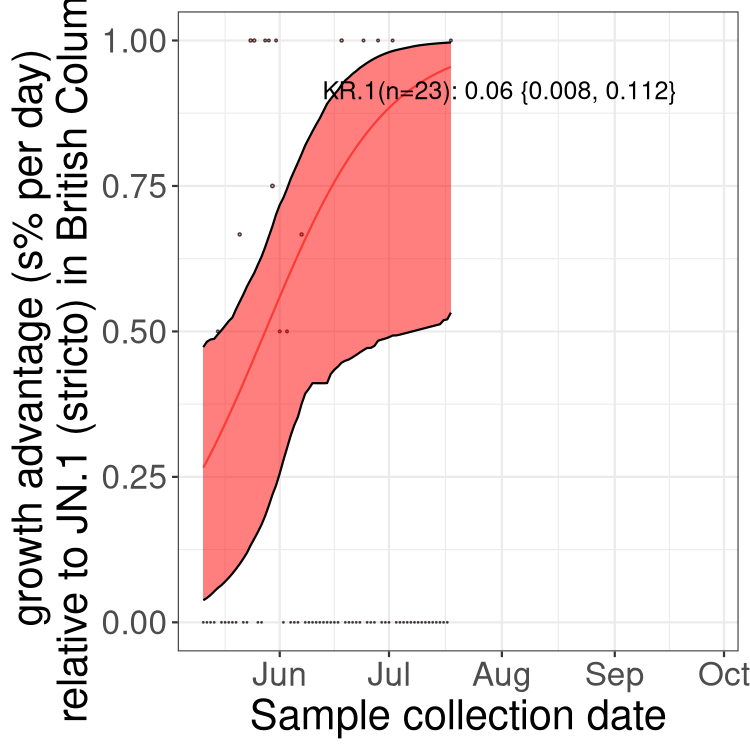 growth advantage (s% per day)
relative to JN.1 (stricto) in British Colum
1.00
0.75
0.50
0.25
0.00
KR.1(n=23): 0.06 {0.008, 0.112}
Jun
Jul
Aug
Sep
Oct
Sample collection date